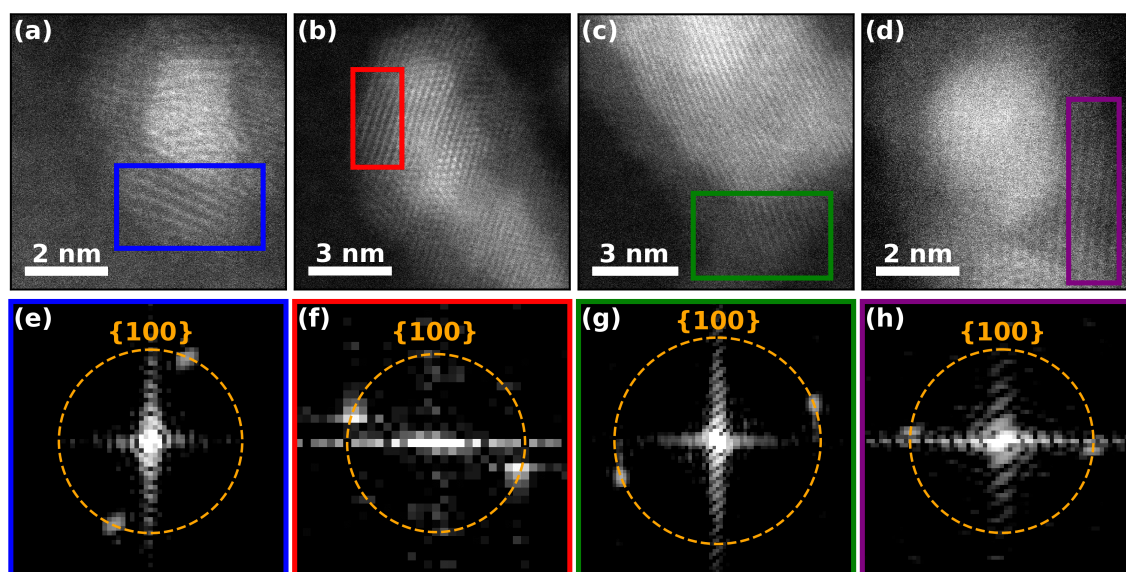 (a) (b) (c) (d)
2 nm 3 nm 3 nm 2 nm
(e) (f) (g) (h)
{100} {100} {100} {100}